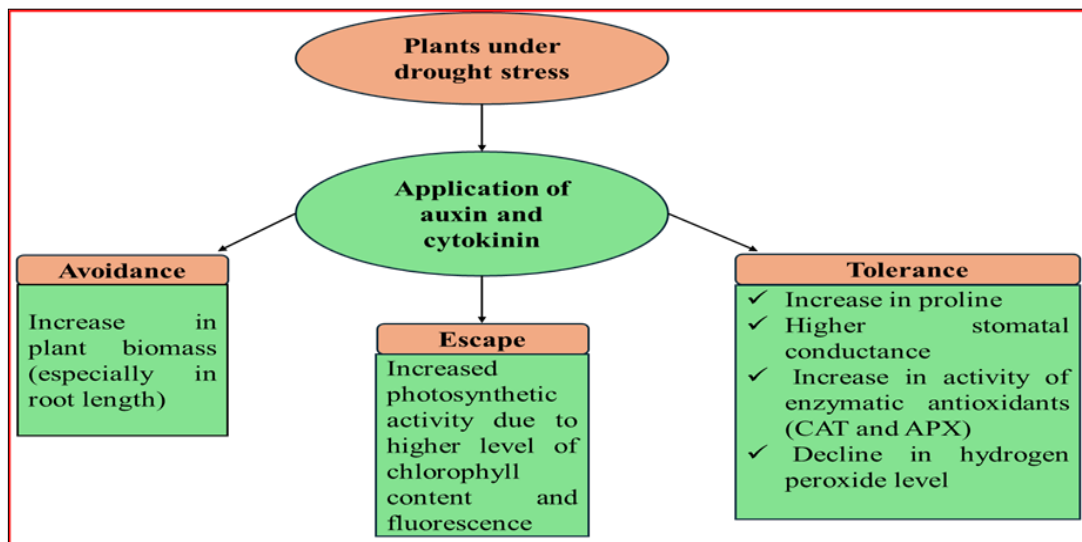 Plants under
drought stress
Application of
auxin and
cytokinin
Avoidance
Increase in
plant biomass
(especially in
root length)
Escape
Increased
photosynthetic
activity due to
higher level of
chlorophyll
content and
fluorescence
Tolerance
✓ Increase in proline
✓ Higher stomatal
conductance
✓ Increase in activity of
enzymatic antioxidants
(CAT and APX)
✓ Decline in hydrogen
peroxide level